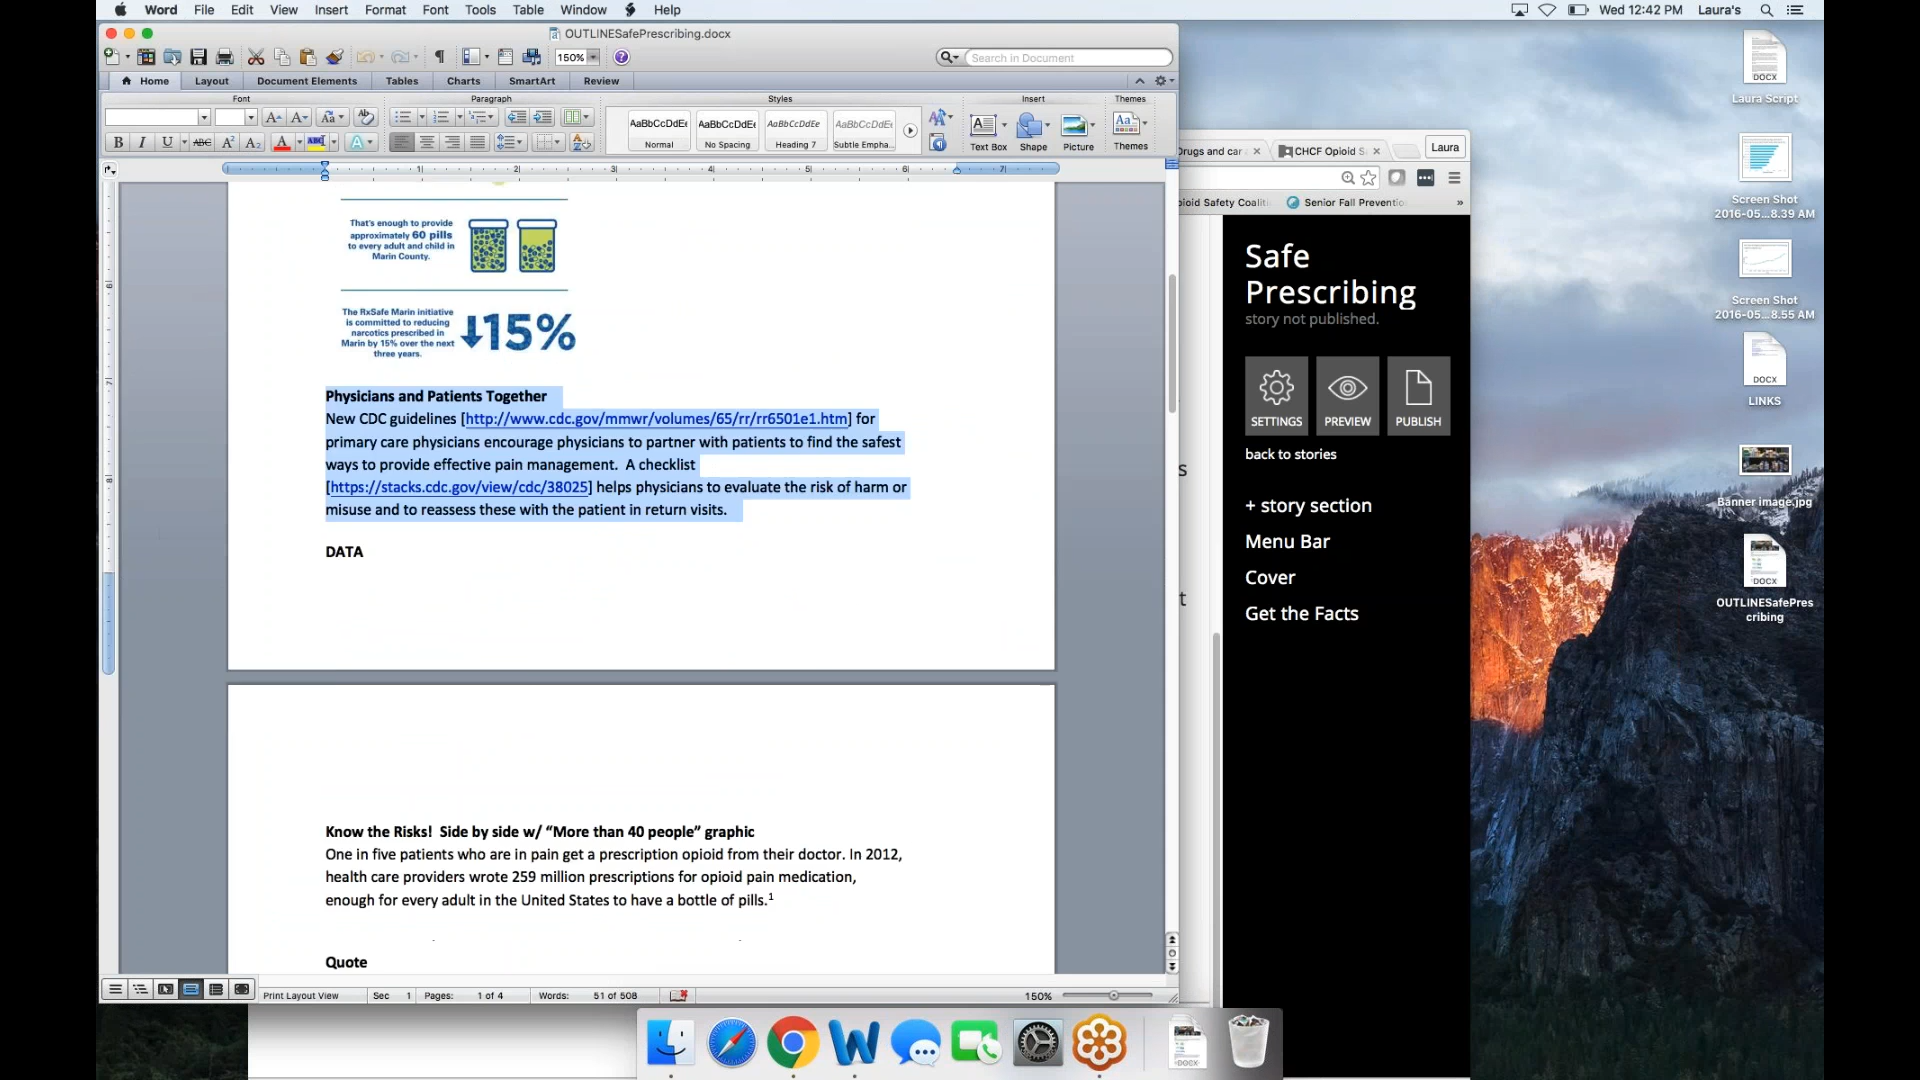 Word File Edit View Insert Format Font Tools Table Window Help
Wed 12:42 PM Laura's
OUTLINESafePrescribing.docx
150%
Search in Document
Home Layout Document Elements Tables Charts SmartArt Review
Font Paragraph Styles Insert Themes
AaBbCcDdEe AaBbCcDdEe AaBbCcDdEe AaBbCcDdEe
Normal No Spacing Heading 7 Subtle Empha...
Text Box Shape Picture Themes
That's enough to provide
approximately 60 pills
to every adult and child in
Marin County.
The RxSafe Marin initiative
is committed to reducing
narcotics prescribed in
Marin by 15% over the next
three years.
15%
Physicians and Patients Together
New CDC guidelines [http://www.cdc.gov/mmwr/volumes/65/rr/rr6501e1.htm] for
primary care physicians encourage physicians to partner with patients to find the safest
ways to provide effective pain management.  A checklist
[https://stacks.cdc.gov/view/cdc/38025] helps physicians to evaluate the risk of harm or
misuse and to reassess these with the patient in return visits.
DATA
Know the Risks!  Side by side w/ “More than 40 people” graphic
One in five patients who are in pain get a prescription opioid from their doctor. In 2012,
health care providers wrote 259 million prescriptions for opioid pain medication,
enough for every adult in the United States to have a bottle of pills.1
Quote
Print Layout View Sec 1 Pages: 1 of 4 Words: 51 of 508 150%
Drugs and car CHCF Opioid S Laura
pioid Safety Coalit Senior Fall Preventio »
Safe
Prescribing
story not published.
SETTINGS PREVIEW PUBLISH
back to stories
+ story section
Menu Bar
Cover
Get the Facts
DOCX
Laura Script
Screen Shot
2016-05...8.39 AM
Screen Shot
2016-05...8.55 AM
DOCX
LINKS
Banner image.jpg
DOCX
OUTLINESafePres
cribing
DOCX